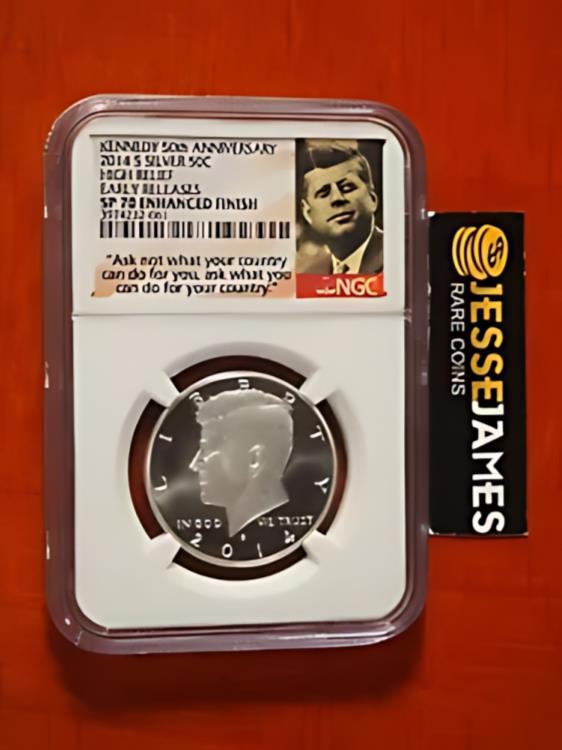 KENNEDY 50th ANNIVERSARY
2014 S SILVER 50C
HIGH RELIEF
EARLY RELEASES
SP 70 ENHANCED FINISH
"Ask not what your country
can do for you, ask what you
can do for your country."
NGC
JESSE JAMES
RARE COINS
LIBERTY
IN GOD WE TRUST
2014